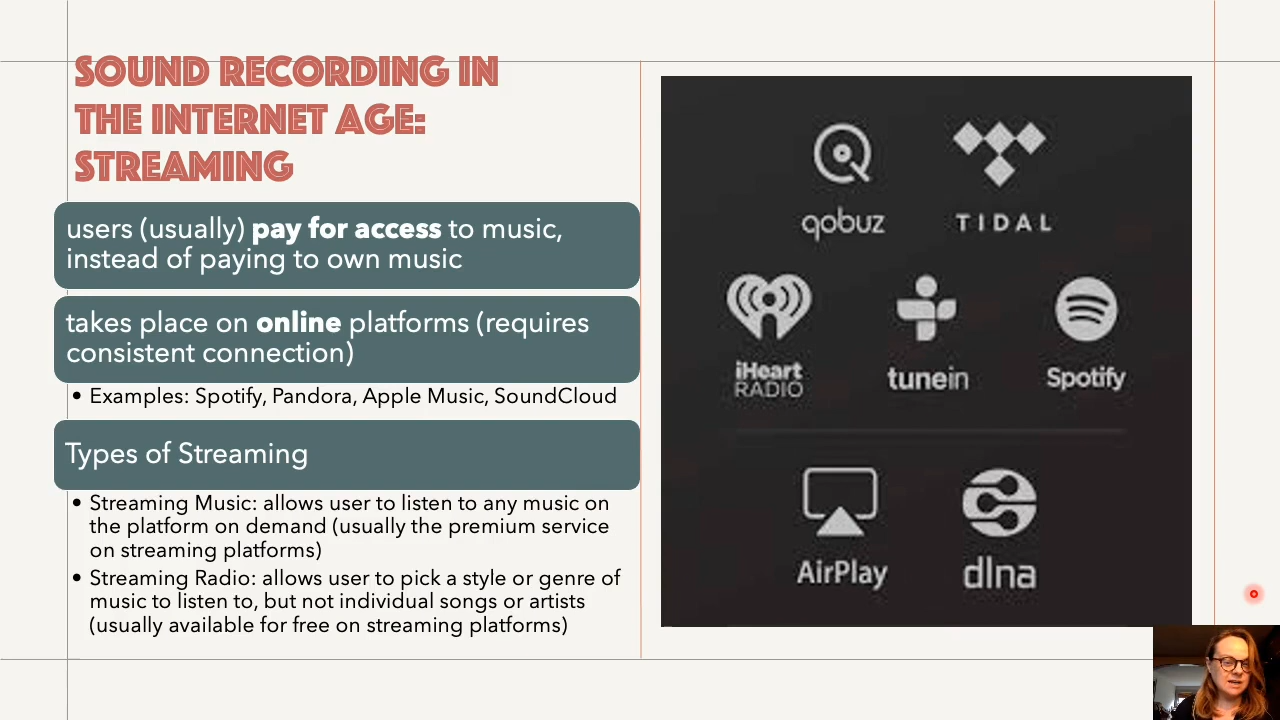 SOUND RECORDING IN
THE INTERNET AGE:
STREAMING
users (usually) pay for access to music,
instead of paying to own music
takes place on online platforms (requires
consistent connection)
• Examples: Spotify, Pandora, Apple Music, SoundCloud
Types of Streaming
• Streaming Music: allows user to listen to any music on
the platform on demand (usually the premium service
on streaming platforms)
• Streaming Radio: allows user to pick a style or genre of
music to listen to, but not individual songs or artists
(usually available for free on streaming platforms)
qobuz
TIDAL
iHeart
RADIO
tunein
Spotify
AirPlay
dlna